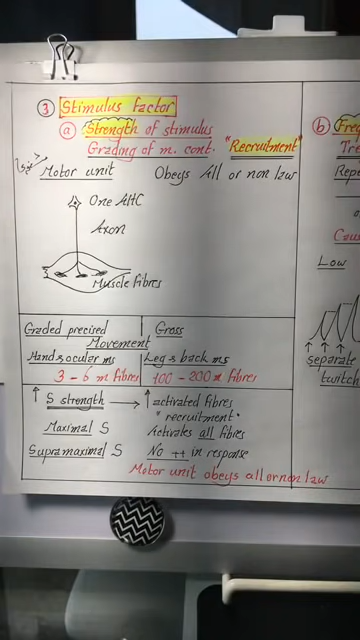 ③ Stimulus factor
ⓐ Strength of stimulus
Grading of m. cont. "Recruitment"
Motor unit Obeys All or non law
One AHC
Axon
Muscle fibres
Graded precised | Gross
Movement
Hand & ocular ms | Leg & back ms
3 - 6 m fibres | 100 - 200 m fibres
↑ S strength → ↑ activated fibres
"recruitment"
Maximal S Activates all fibres
Supramaximal S No ++ in response
Motor unit obeys all or non law
ⓑ
Low
separate
twitch